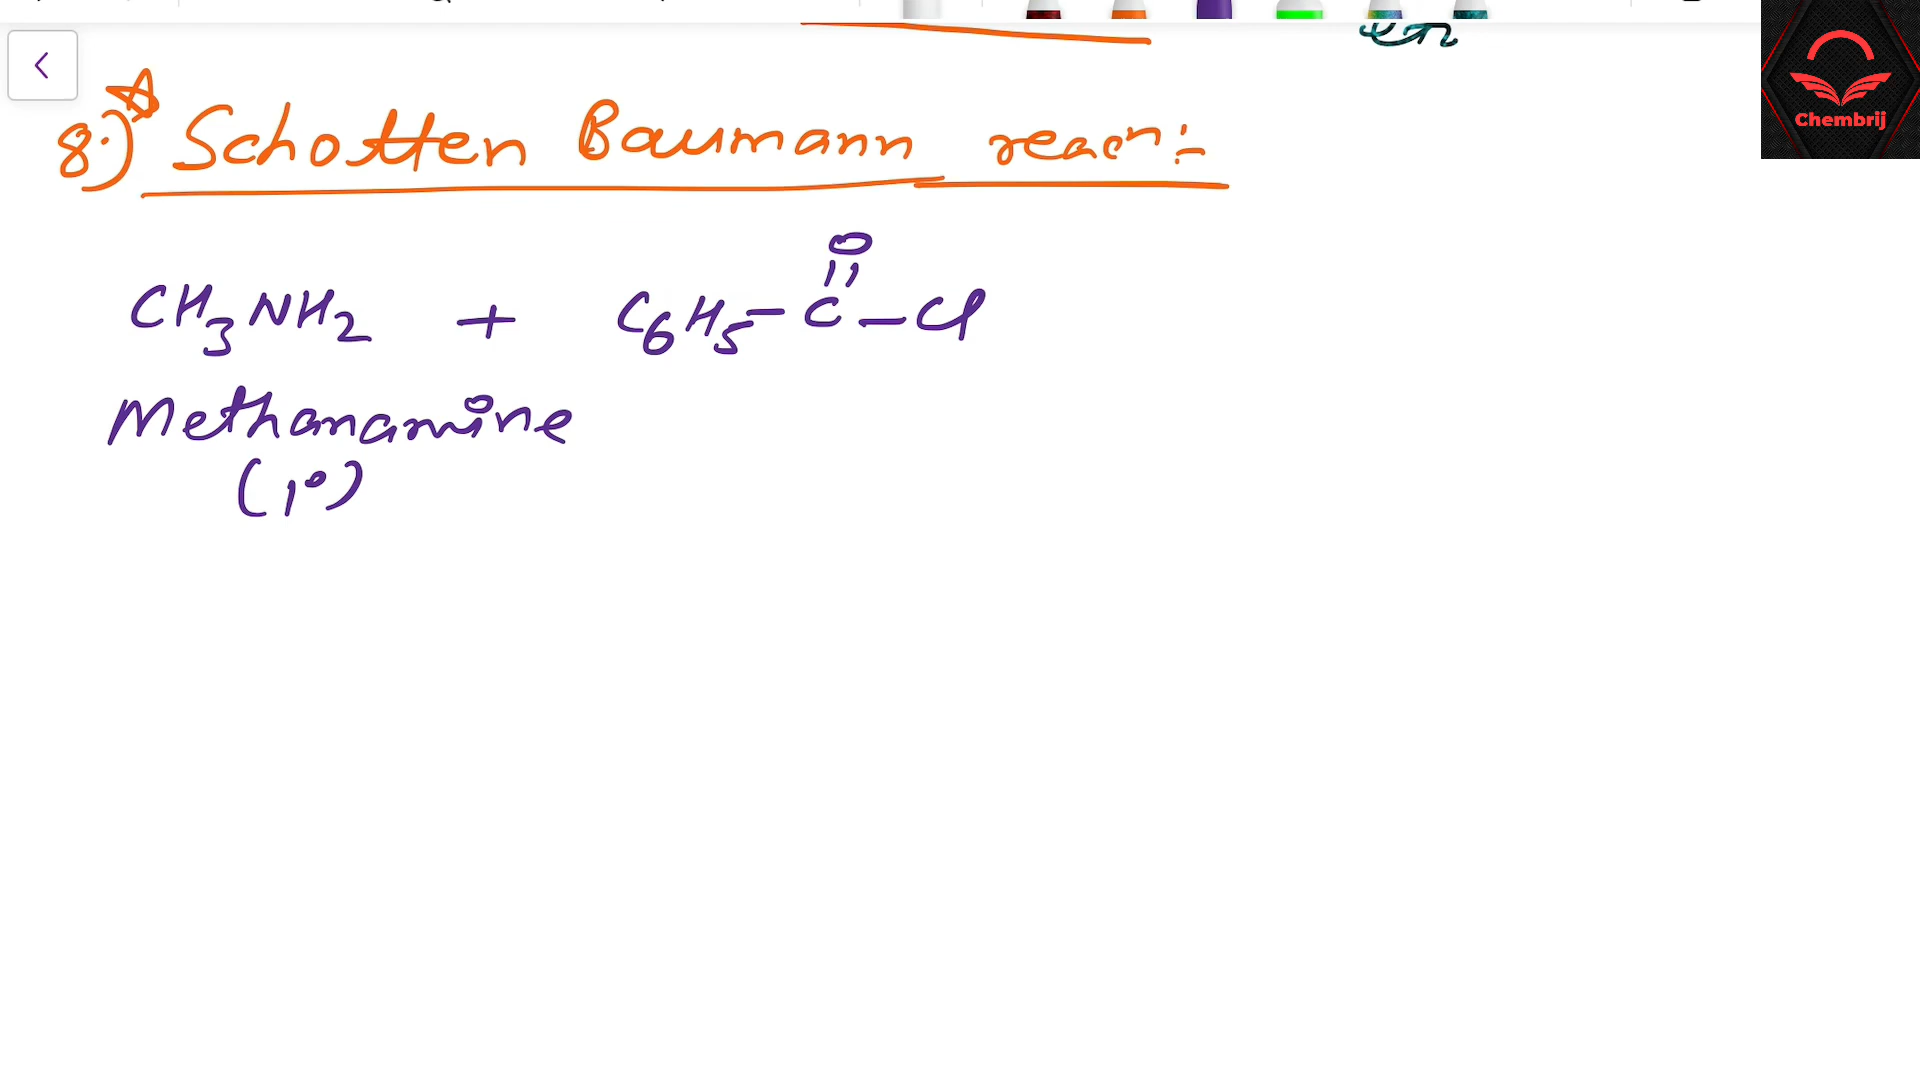 Chembrij
8.) Schotten Baumann reacn:-
O
CH3NH2 + C6H5-C-Cl
Methanamine
(1°)